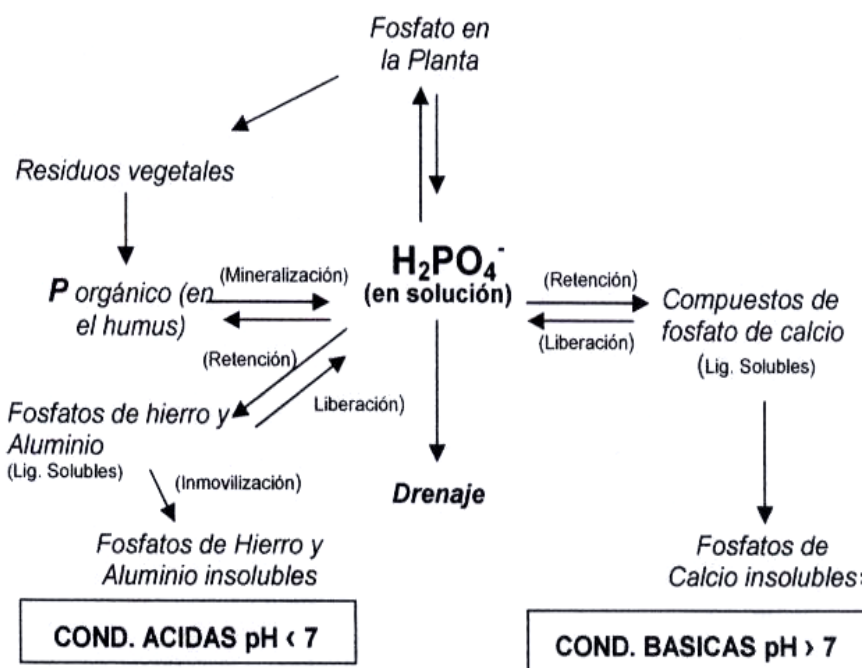 Fosfato en
la Planta
Residuos vegetales
H₂PO₄⁻
(en solución)
P orgánico (en
el humus)
(Mineralización)
(Retención)
(Liberación)
Compuestos de
fosfato de calcio
(Lig. Solubles)
(Retención)
Liberación)
Fosfatos de hierro y
Aluminio
(Lig. Solubles)
(Inmovilización)
Drenaje
Fosfatos de Hierro y
Aluminio insolubles
Fosfatos de
Calcio insolubles
COND. ACIDAS pH ‹ 7
COND. BASICAS pH › 7